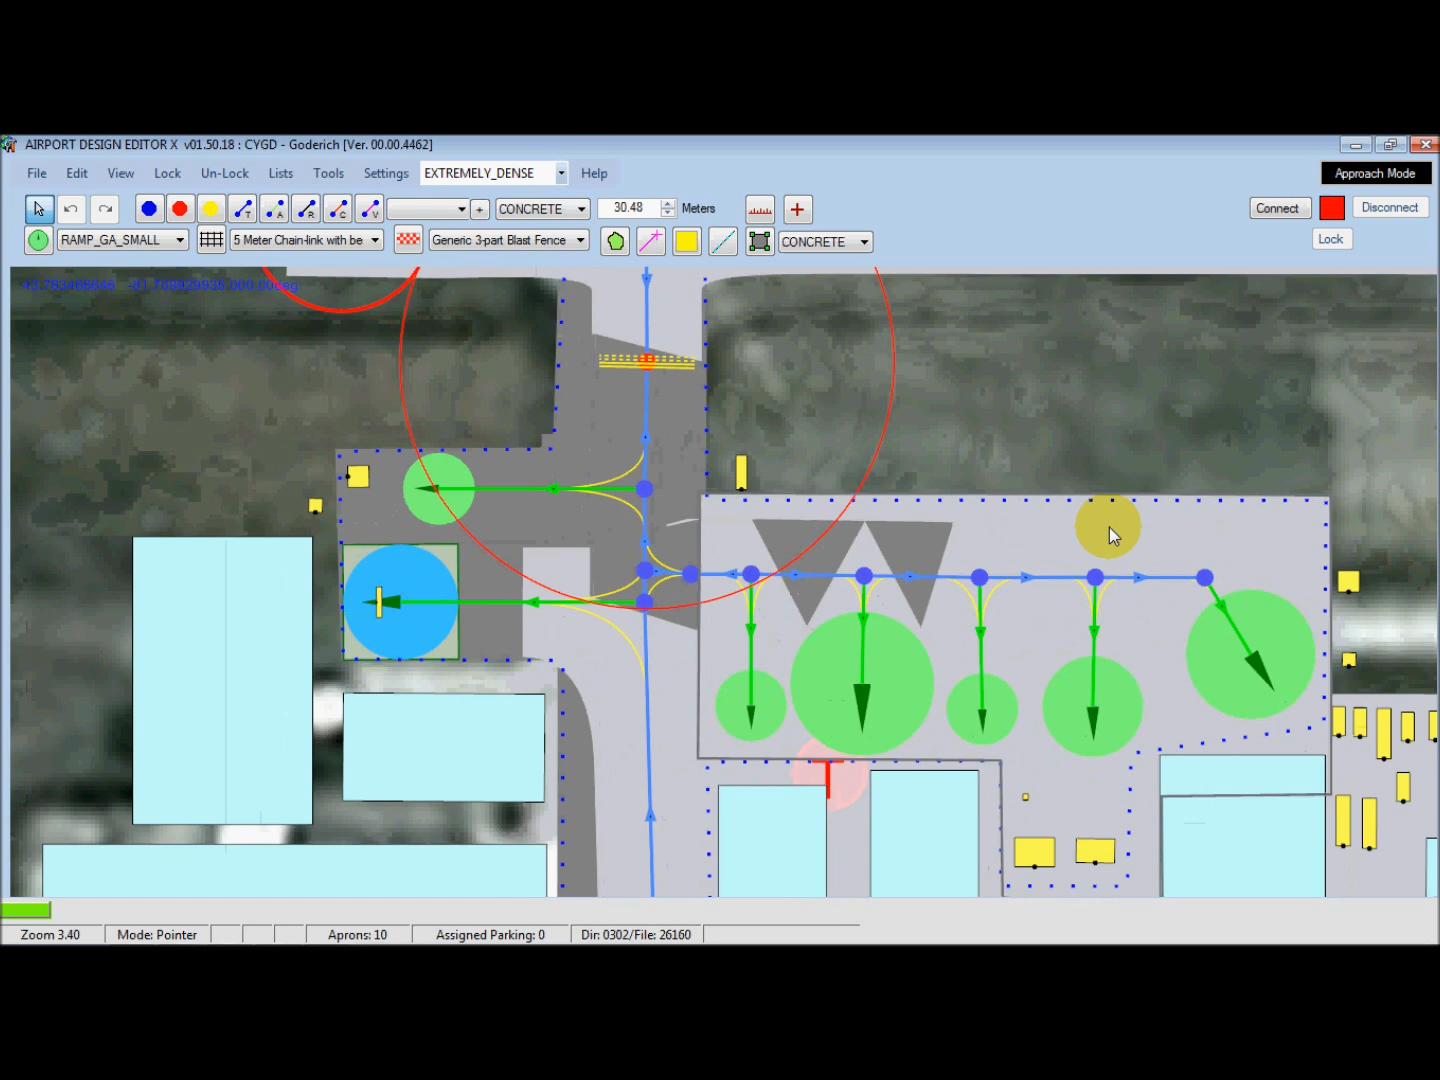 AIRPORT DESIGN EDITOR X v01.50.18 : CYGD - Goderich [Ver. 00.00.4462]
File Edit View Lock Un-Lock Lists Tools Settings EXTREMELY_DENSE Help Approach Mode
T A R C V + CONCRETE 30.48 Meters + Connect Disconnect
RAMP_GA_SMALL 5 Meter Chain-link with be Generic 3-part Blast Fence CONCRETE Lock
Zoom 3.40 Mode: Pointer Aprons: 10 Assigned Parking: 0 Dir: 0302/File: 26160